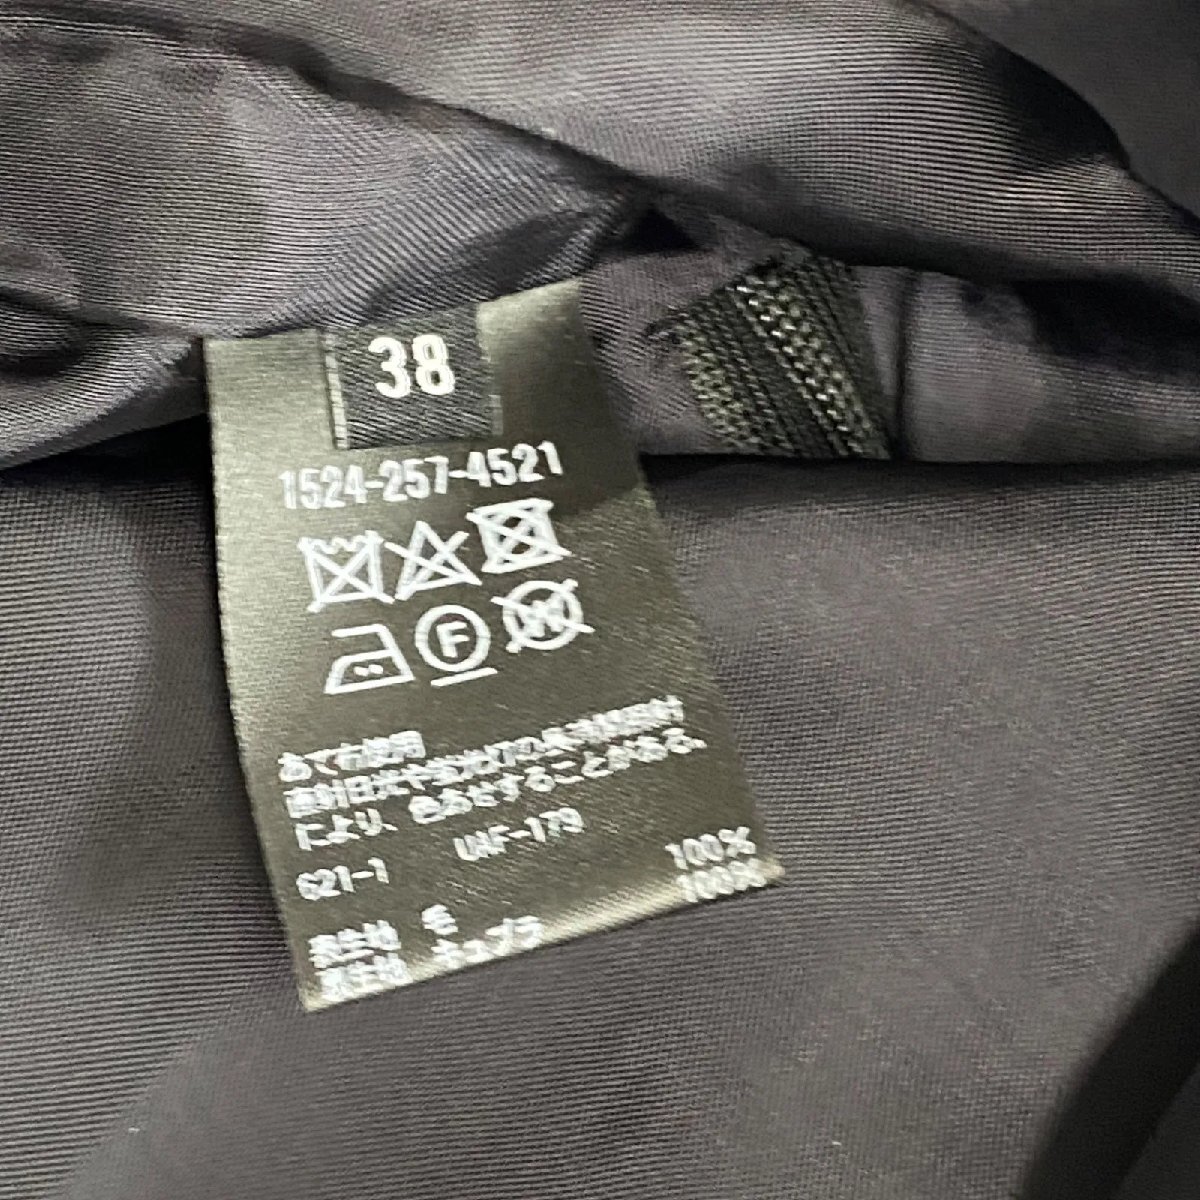 38
1524-257-4521
F
W
あて布使用
直射日光や蛍光灯の長時間照射
により、色あせすることがある。
621-1 UAF-179
表生地 毛 100%
裏生地 キュプラ 100%